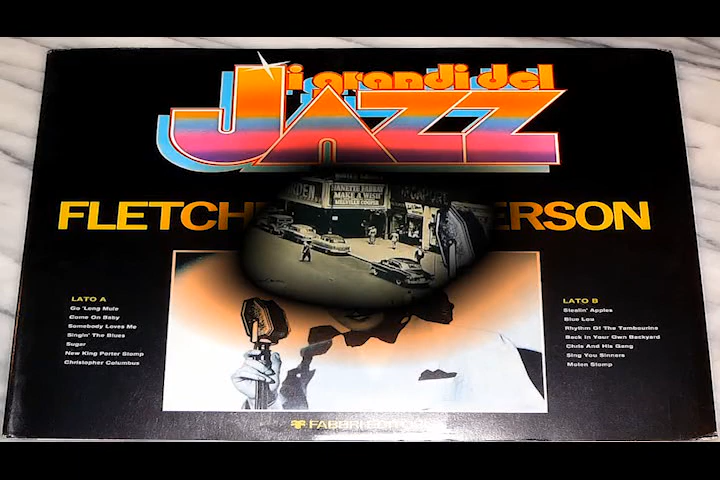 i grandi del
JAZZ
JANETTE FABRAY
MAKE A WISH
MELVILLE COOPER
FLETCH ERSON
LATO A
Go 'Long Mule
Come On Baby
Somebody Loves Me
Singin' The Blues
Sugar
New King Porter Stomp
Christopher Columbus
LATO B
Stealin' Apples
Blue Lou
Rhythm Of The Tambourine
Back In Your Own Backyard
Chris And His Gang
Sing You Sinners
Moten Stomp